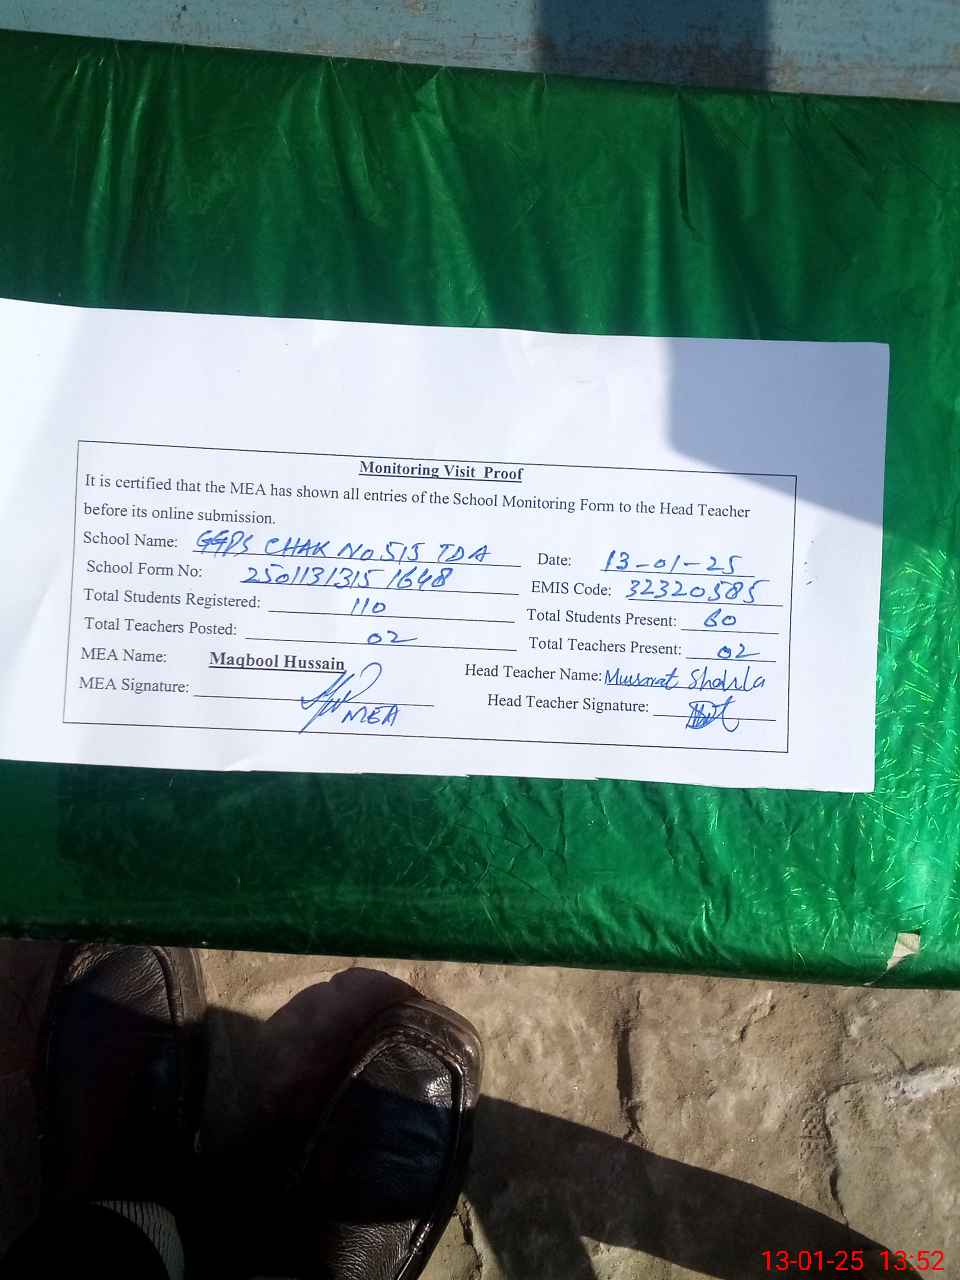 Monitoring Visit Proof
It is certified that the MEA has shown all entries of the School Monitoring Form to the Head Teacher
before its online submission.
School Name: GGPS CHAK No 515 TDA Date: 13-01-25
School Form No: 2501131315 1648 EMIS Code: 32320585
Total Students Registered: 110 Total Students Present: 60
Total Teachers Posted: 02 Total Teachers Present: 02
MEA Name: Maqbool Hussain Head Teacher Name: Mussarat
MEA Signature: MEA Head Teacher Signature:
13-01-25 13:52